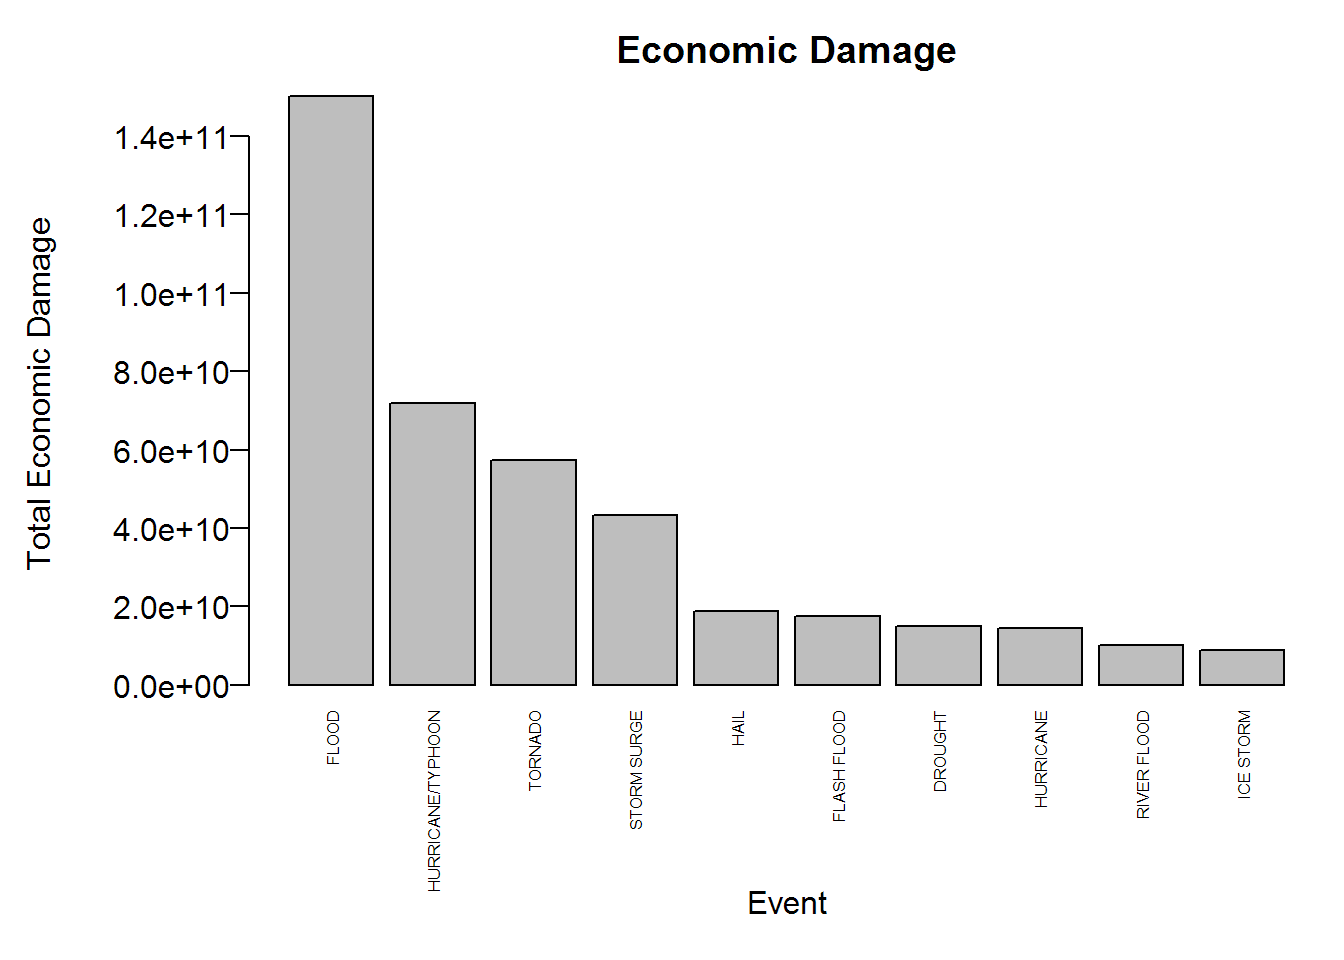 Economic Damage
Total Economic Damage
1.4e+11
1.2e+11
1.0e+11
8.0e+10
6.0e+10
4.0e+10
2.0e+10
0.0e+00
FLOOD
HURRICANE/TYPHOON
TORNADO
STORM SURGE
HAIL
FLASH FLOOD
DROUGHT
HURRICANE
RIVER FLOOD
ICE STORM
Event